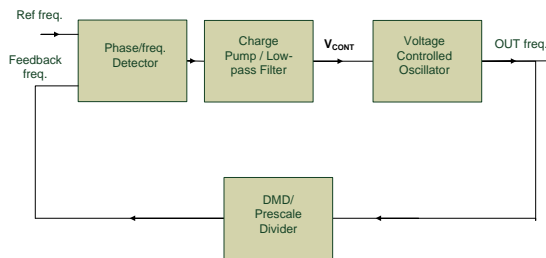 Ref freq.
Feedback
freq.
Phase/freq.
Detector
Charge
Pump / Low-
pass Filter
V_CONT
Voltage
Controlled
Oscillator
OUT freq.
DMD/
Prescale
Divider